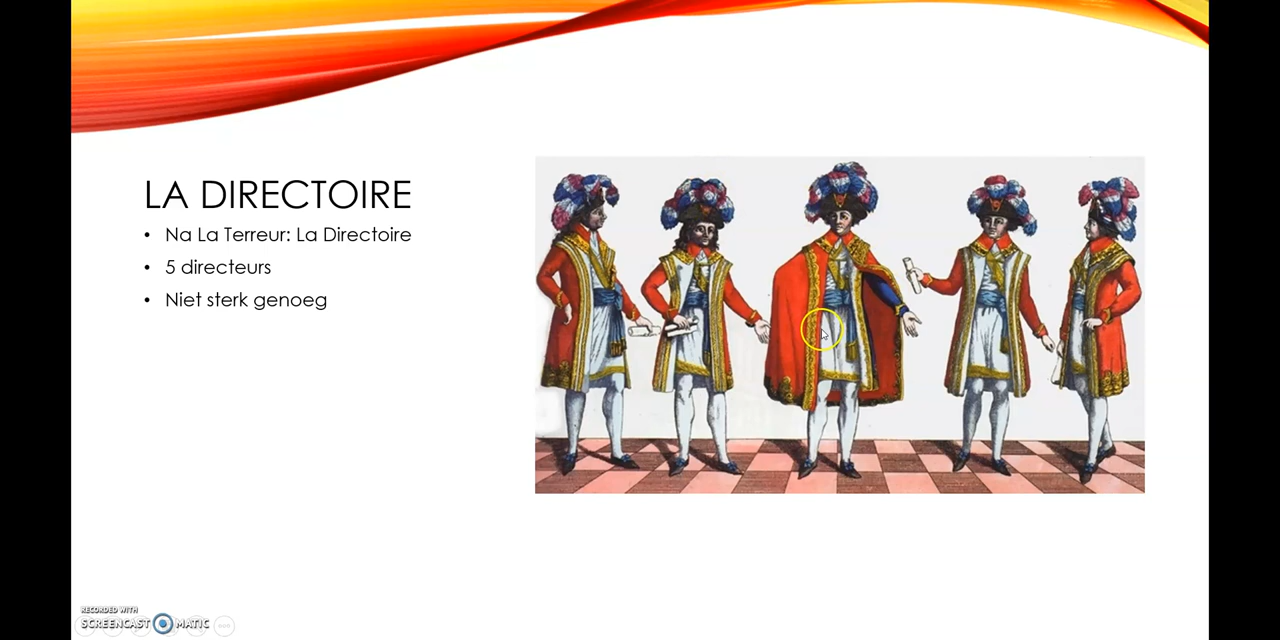 LA DIRECTOIRE
• Na La Terreur: La Directoire
• 5 directeurs
• Niet sterk genoeg
RECORDED WITH
SCREENCAST MATIC